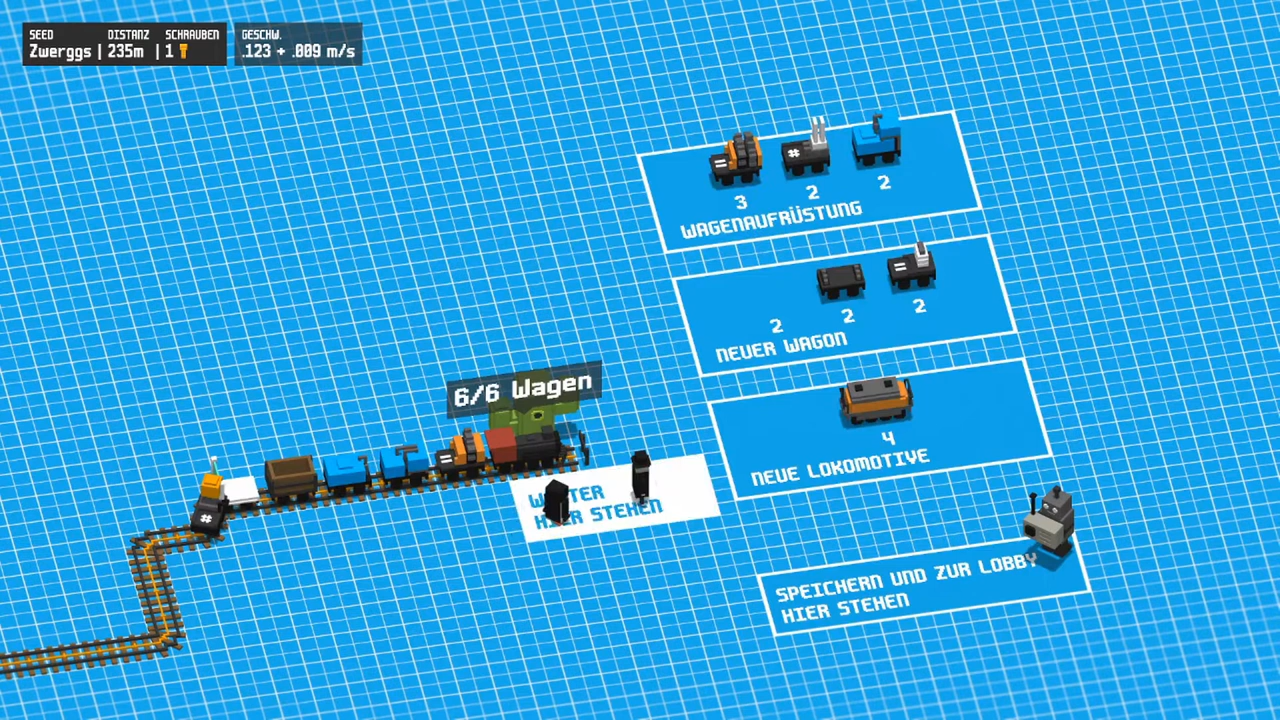 SEED DISTANZ SCHRAUBEN
Zwerggs | 235m | 1
GESCHW.
.123 + .009 m/s
3 2 2
WAGENAUFRÜSTUNG
2 2 2
NEUER WAGON
6/6 Wagen
4
NEUE LOKOMOTIVE
HIER STEHEN
SPEICHERN UND ZUR LOBBY
HIER STEHEN
=
#
=
=
#